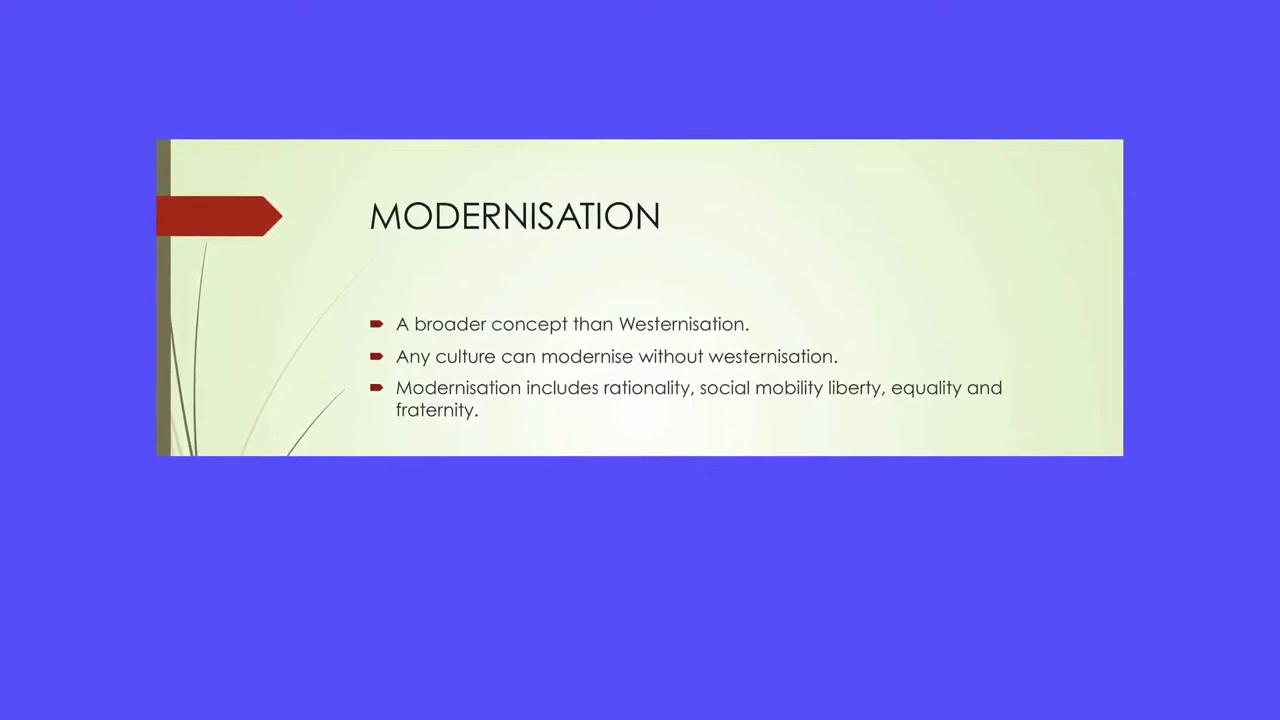 MODERNISATION
A broader concept than Westernisation.
Any culture can modernise without westernisation.
Modernisation includes rationality, social mobility liberty, equality and
fraternity.